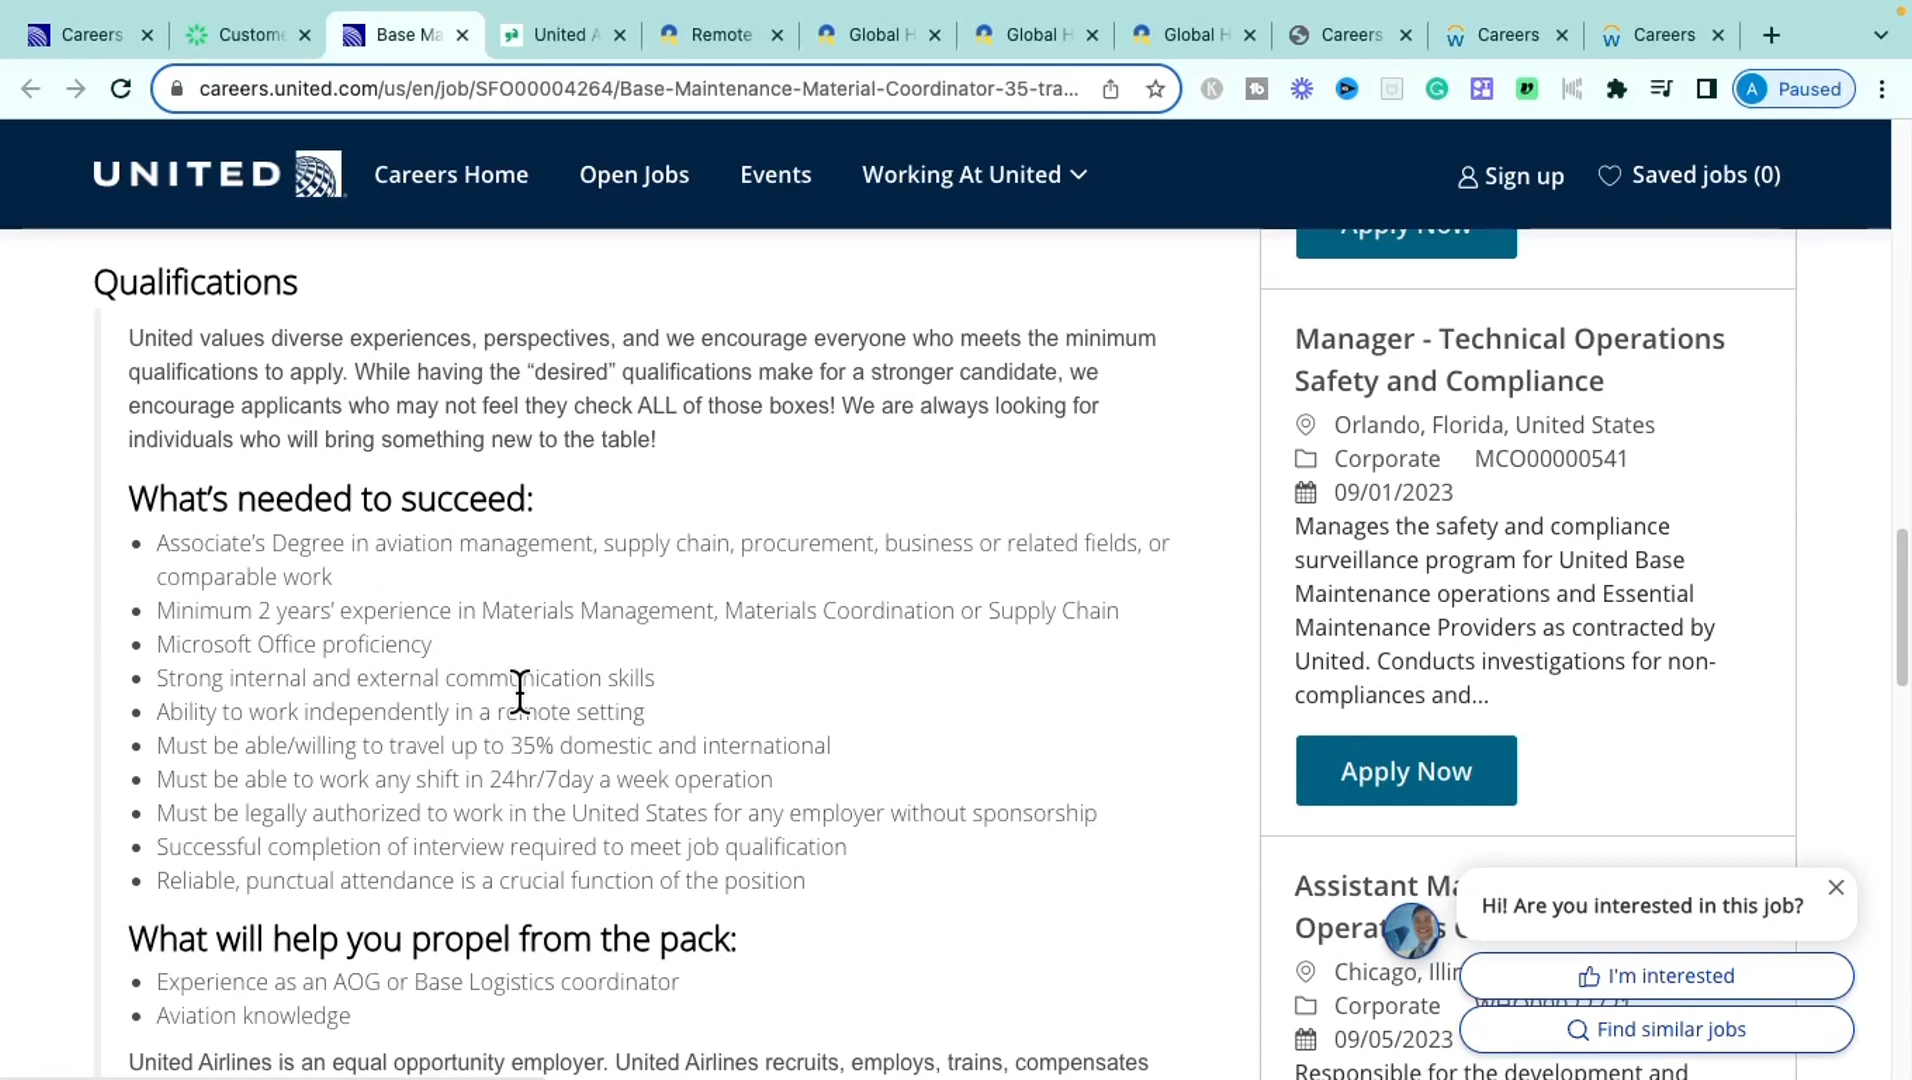 Careers
Custome
Base Ma
United A
Remote
Global H
Global H
Global H
Careers
Careers
Careers
careers.united.com/us/en/job/SFO00004264/Base-Maintenance-Material-Coordinator-35-tra...
A Paused
UNITED
Careers Home
Open Jobs
Events
Working At United
Sign up
Saved jobs (0)
Qualifications
United values diverse experiences, perspectives, and we encourage everyone who meets the minimum
qualifications to apply. While having the “desired” qualifications make for a stronger candidate, we
encourage applicants who may not feel they check ALL of those boxes! We are always looking for
individuals who will bring something new to the table!
What’s needed to succeed:
• Associate’s Degree in aviation management, supply chain, procurement, business or related fields, or
comparable work
• Minimum 2 years’ experience in Materials Management, Materials Coordination or Supply Chain
• Microsoft Office proficiency
• Strong internal and external communication skills
• Ability to work independently in a remote setting
• Must be able/willing to travel up to 35% domestic and international
• Must be able to work any shift in 24hr/7day a week operation
• Must be legally authorized to work in the United States for any employer without sponsorship
• Successful completion of interview required to meet job qualification
• Reliable, punctual attendance is a crucial function of the position
What will help you propel from the pack:
• Experience as an AOG or Base Logistics coordinator
• Aviation knowledge
United Airlines is an equal opportunity employer. United Airlines recruits, employs, trains, compensates
Apply Now
Manager - Technical Operations
Safety and Compliance
Orlando, Florida, United States
Corporate MCO00000541
09/01/2023
Manages the safety and compliance
surveillance program for United Base
Maintenance operations and Essential
Maintenance Providers as contracted by
United. Conducts investigations for non-
compliances and...
Apply Now
Assistant Ma
Operat
Chicago, Illin
Corporate
09/05/2023
Responsible for the development and
Hi! Are you interested in this job?
I'm interested
Find similar jobs